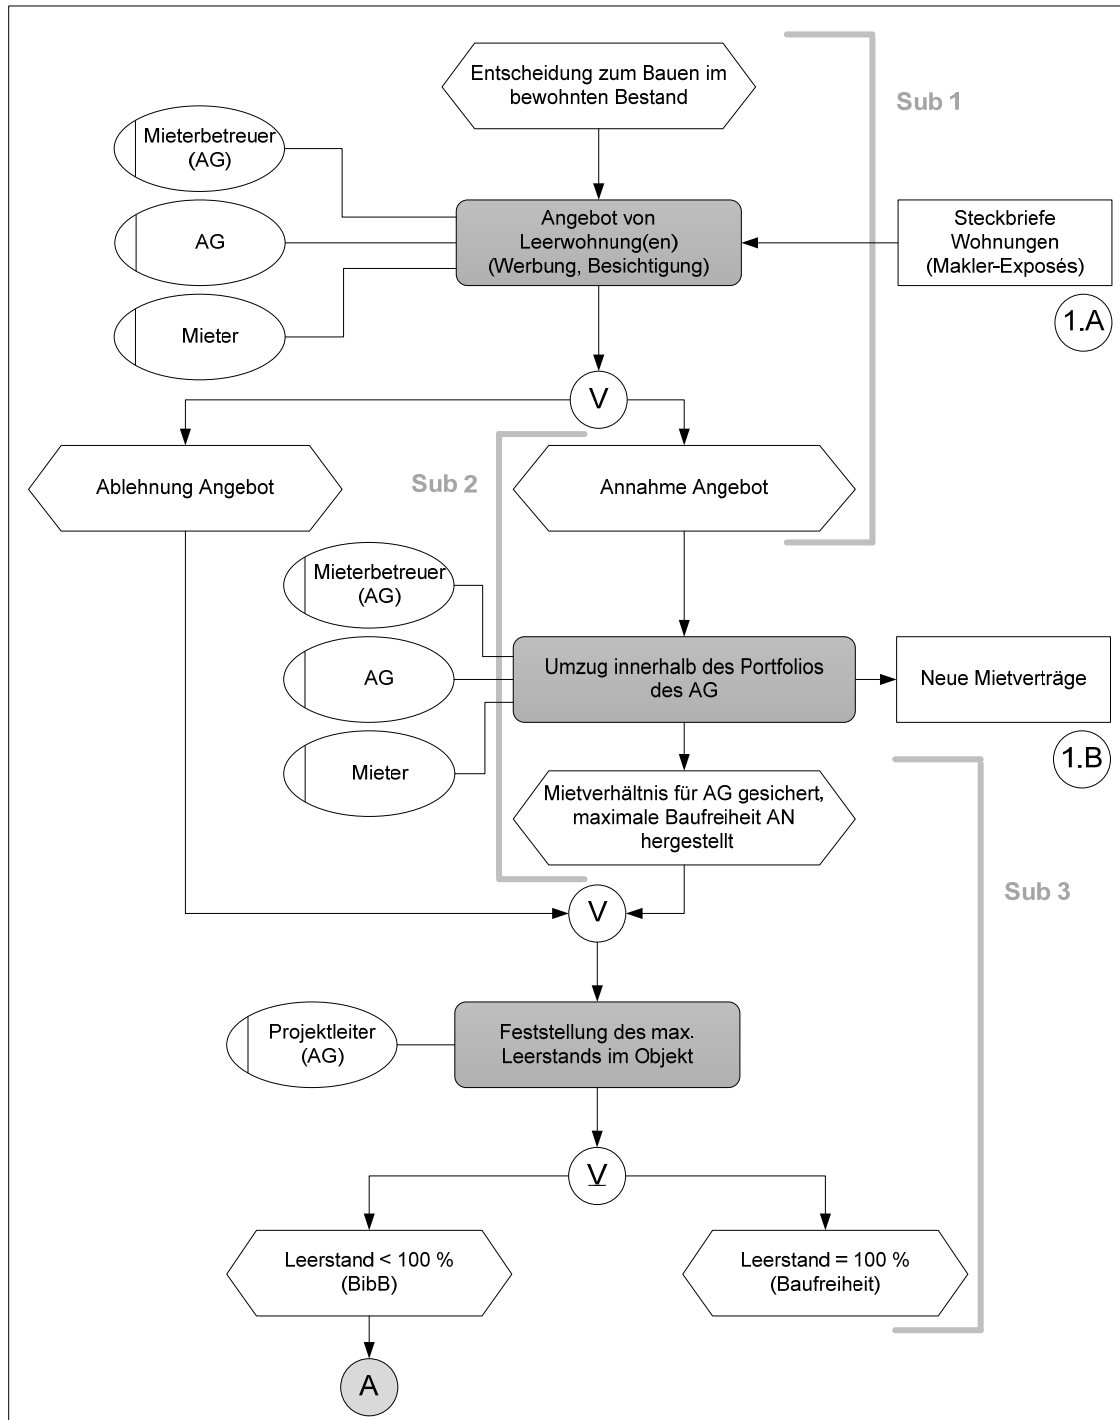 Entscheidung zum Bauen im
bewohnten Bestand
Sub 1
Mieterbetreuer
(AG)
AG
Mieter
Angebot von
Leerwohnung(en)
(Werbung, Besichtigung)
Steckbriefe
Wohnungen
(Makler-Exposés)
1.A
V
Ablehnung Angebot
Sub 2
Annahme Angebot
Mieterbetreuer
(AG)
AG
Mieter
Umzug innerhalb des Portfolios
des AG
Neue Mietverträge
1.B
Mietverhältnis für AG gesichert,
maximale Baufreiheit AN
hergestellt
Sub 3
V
Projektleiter
(AG)
Feststellung des max.
Leerstands im Objekt
V
Leerstand < 100 %
(BibB)
Leerstand = 100 %
(Baufreiheit)
A